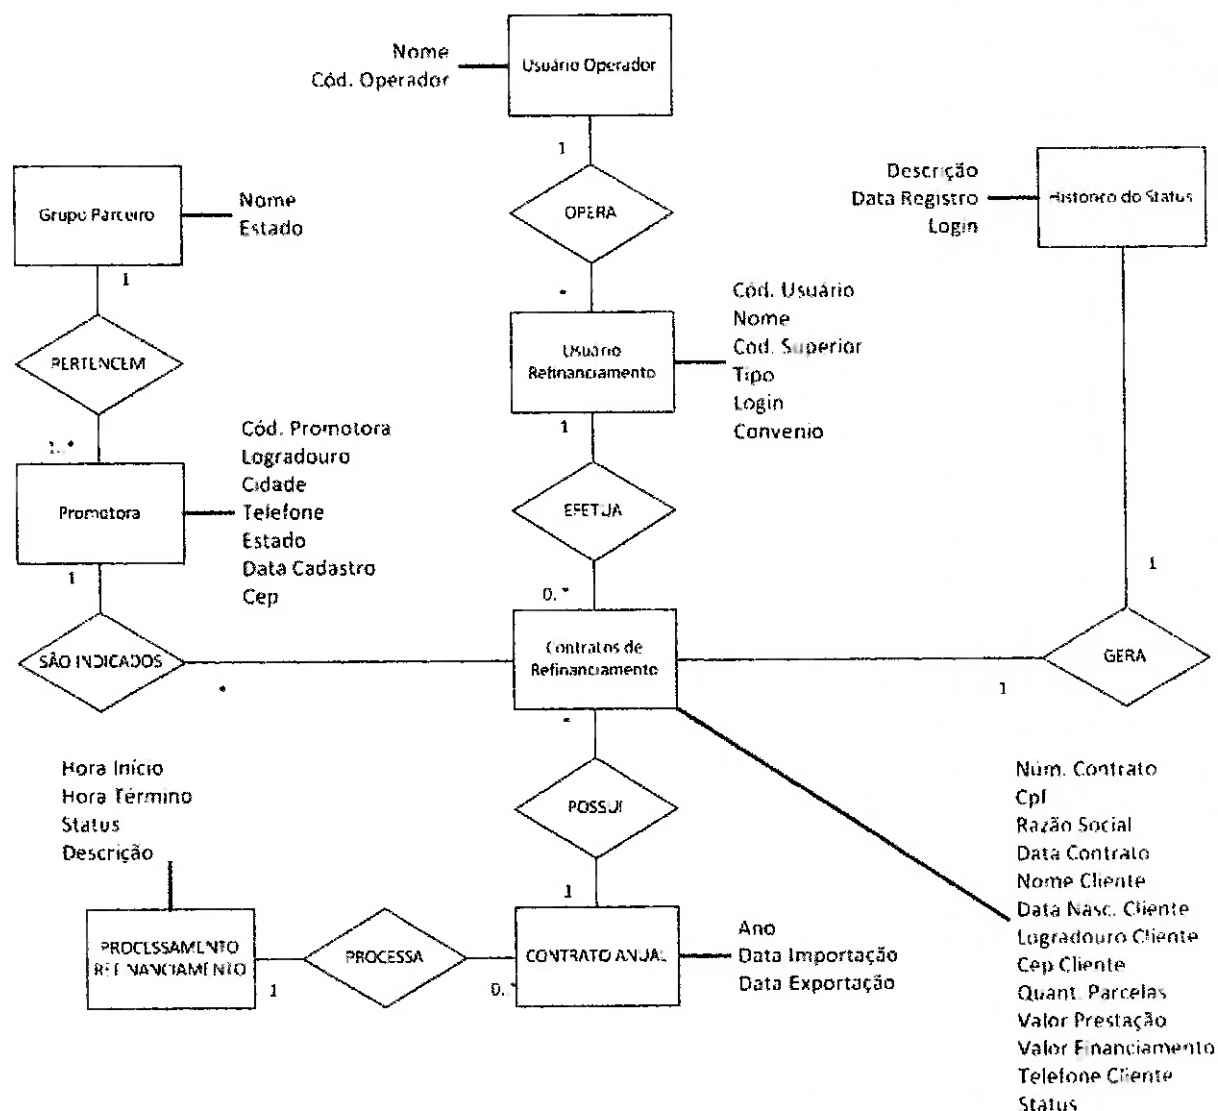 Nome
Cód. Operador
Usuário Operador
1
OPERA
*
Grupo Parceiro
Nome
Estado
1
PERTENCEM
1..*
Descrição
Data Registro
Login
Histórico do Status
Usuário
Refinanciamento
Cód. Usuário
Nome
Cód. Superior
Tipo
Login
Convenio
1
EFETUA
0..*
Promotora
Cód. Promotora
Logradouro
Cidade
Telefone
Estado
Data Cadastro
Cep
1
SÃO INDICADOS
*
Contratos de
Refinanciamento
1
GERA
1
*
POSSUI
1
Hora Início
Hora Término
Status
Descrição
PROCESSAMENTO
REFINANCIAMENTO
1
PROCESSA
0..*
CONTRATO ANUAL
Ano
Data Importação
Data Exportação
Núm. Contrato
Cpf
Razão Social
Data Contrato
Nome Cliente
Data Nasc. Cliente
Logradouro Cliente
Cep Cliente
Quant. Parcelas
Valor Prestação
Valor Financiamento
Telefone Cliente
Status